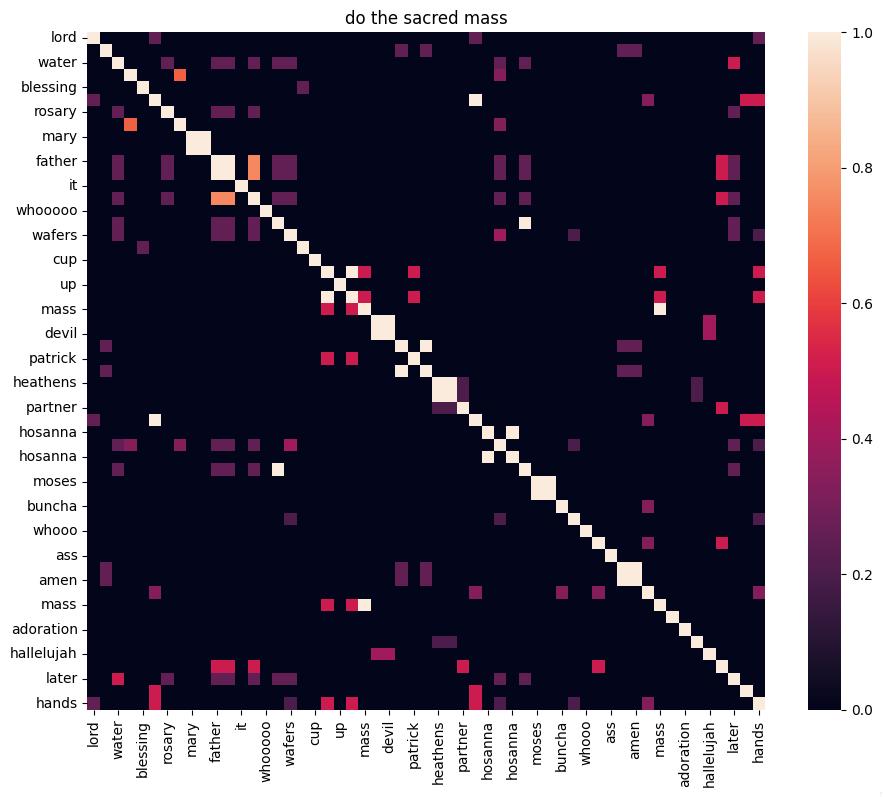 do the sacred mass
lord
water
blessing
rosary
mary
father
it
whooooo
wafers
cup
up
mass
devil
patrick
heathens
partner
hosanna
hosanna
moses
buncha
whooo
ass
amen
mass
adoration
hallelujah
later
hands
1.0
0.8
0.6
0.4
0.2
0.0
lord
water
blessing
rosary
mary
father
it
whooooo
wafers
cup
up
mass
devil
patrick
heathens
partner
hosanna
hosanna
moses
buncha
whooo
ass
amen
mass
adoration
hallelujah
later
hands